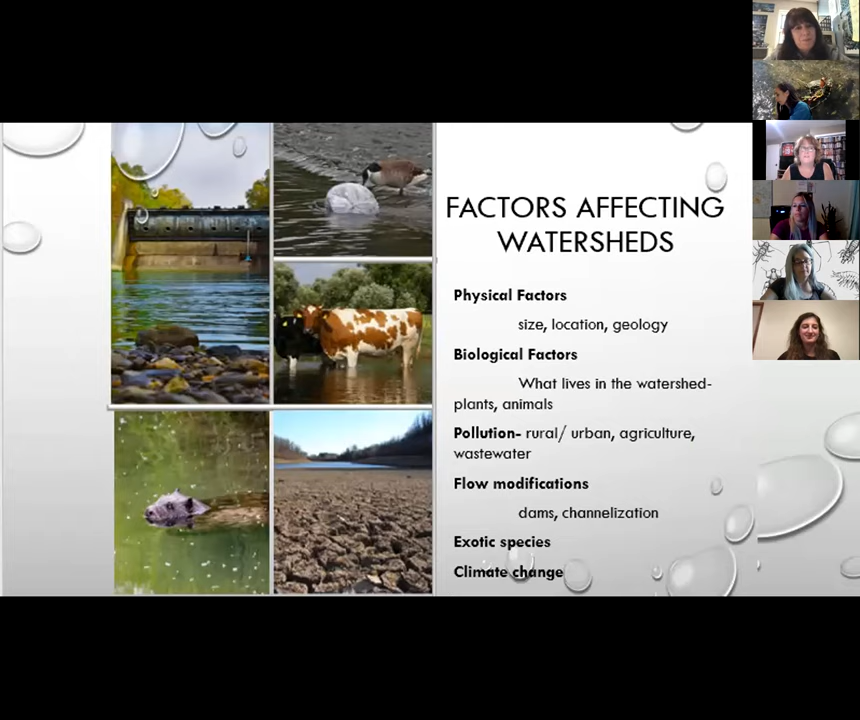 FACTORS AFFECTING
WATERSHEDS
Physical Factors
size, location, geology
Biological Factors
What lives in the watershed-
plants, animals
Pollution- rural/ urban, agriculture,
wastewater
Flow modifications
dams, channelization
Exotic species
Climate change